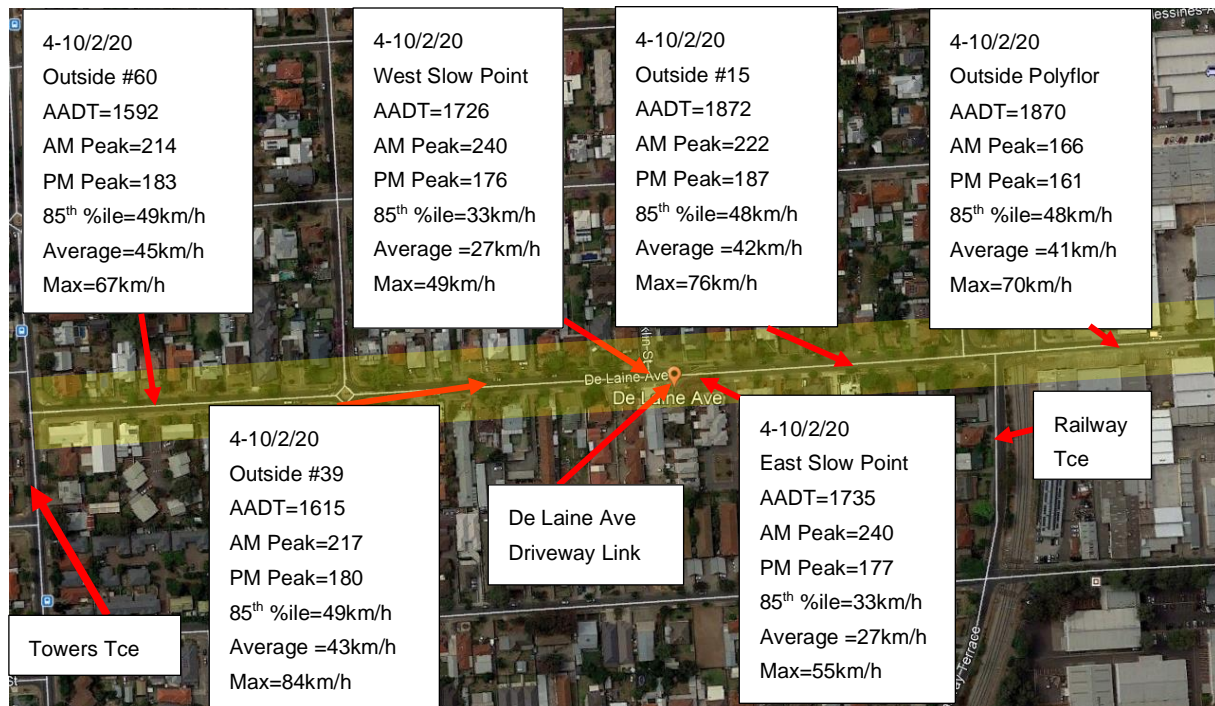 lessines A
4-10/2/20
Outside #60
AADT=1592
AM Peak=214
PM Peak=183
85th %ile=49km/h
Average=45km/h
Max=67km/h
4-10/2/20
West Slow Point
AADT=1726
AM Peak=240
PM Peak=176
85th %ile=33km/h
Average =27km/h
Max=49km/h
4-10/2/20
Outside #15
AADT=1872
AM Peak=222
PM Peak=187
85th %ile=48km/h
Average =42km/h
Max=76km/h
4-10/2/20
Outside Polyflor
AADT=1870
AM Peak=166
PM Peak=161
85th %ile=48km/h
Average =41km/h
Max=70km/h
klin St
De Laine Ave
De Laine Ave
4-10/2/20
Outside #39
AADT=1615
AM Peak=217
PM Peak=180
85th %ile=49km/h
Average =43km/h
Max=84km/h
De Laine Ave
Driveway Link
4-10/2/20
East Slow Point
AADT=1735
AM Peak=240
PM Peak=177
85th %ile=33km/h
Average =27km/h
Max=55km/h
Railway
Tce
Towers Tce
way Terrace
St